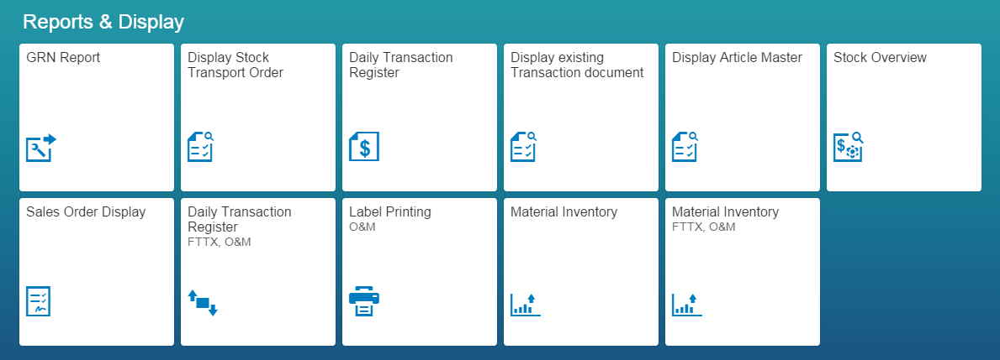 Reports & Display
GRN Report
Display Stock
Transport Order
Daily Transaction
Register
Display existing
Transaction document
Display Article Master
Stock Overview
$
$
Sales Order Display
Daily Transaction
Register
FTTX, O&M
Label Printing
O&M
Material Inventory
Material Inventory
FTTX, O&M